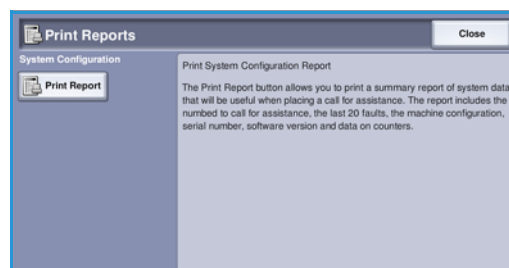 Print Reports
Close
System Configuration
Print Report
Print System Configuration Report
The Print Report button allows you to print a summary report of system data
that will be useful when placing a call for assistance. The report includes the
numbed to call for assistance, the last 20 faults, the machine configuration,
serial number, software version and data on counters.